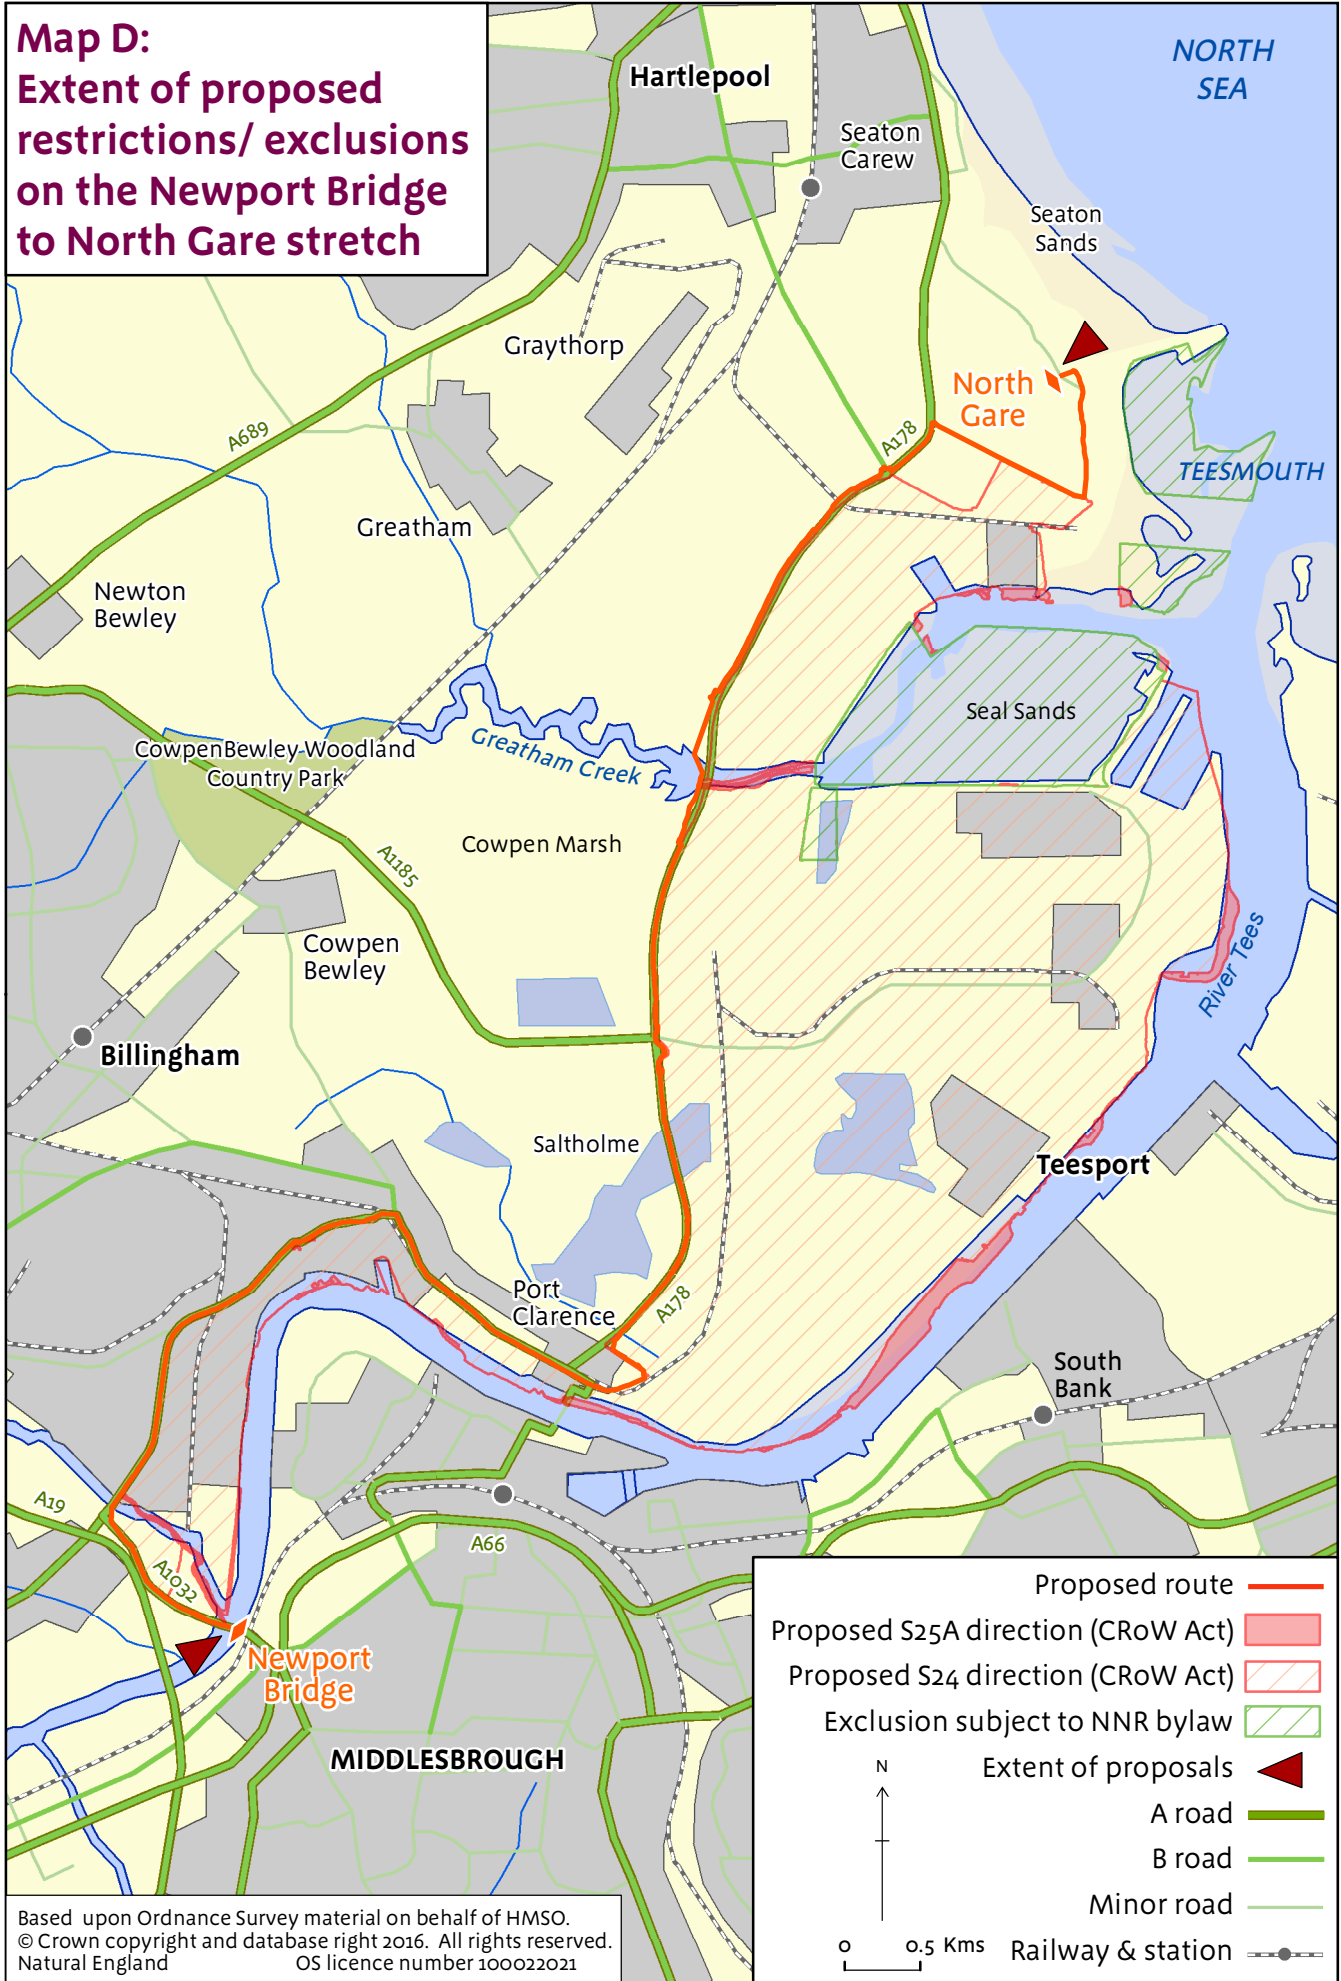 Map D:
Extent of proposed
restrictions/ exclusions
on the Newport Bridge
to North Gare stretch
NORTH
SEA
Hartlepool
Seaton
Carew
Seaton
Sands
Graythorp
North
Gare
A689
A178
TEESMOUTH
Greatham
Newton
Bewley
Seal Sands
CowpenBewley Woodland
Country Park
Greatham Creek
Cowpen Marsh
A1185
Cowpen
Bewley
River Tees
Billingham
Saltholme
Teesport
Port
Clarence
A178
South
Bank
A19
A66
A1032
Newport
Bridge
MIDDLESBROUGH
Proposed route
Proposed S25A direction (CRoW Act)
Proposed S24 direction (CRoW Act)
Exclusion subject to NNR bylaw
Extent of proposals
A road
B road
Minor road
Railway & station
N
0 0.5 Kms
Based upon Ordnance Survey material on behalf of HMSO.
© Crown copyright and database right 2016. All rights reserved.
Natural England OS licence number 100022021